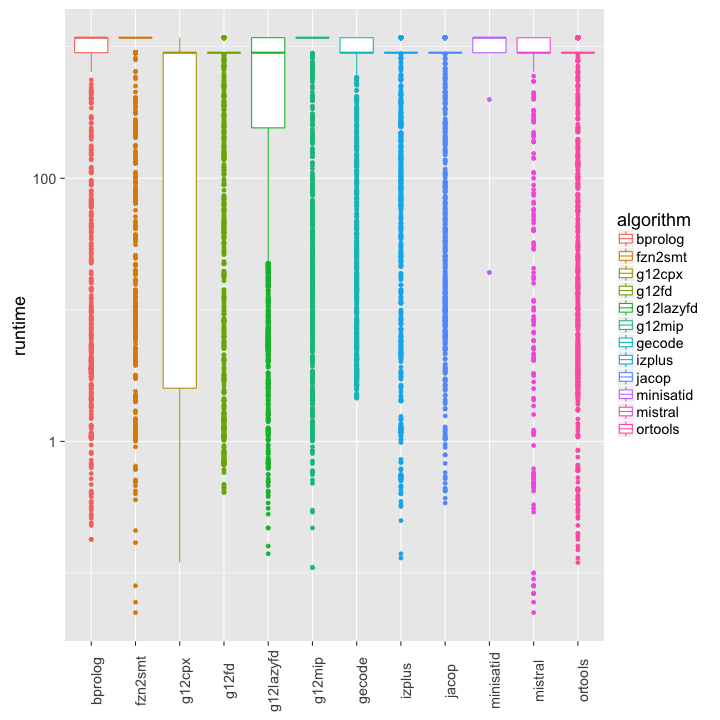 runtime
100
1
bprolog
fzn2smt
g12cpx
g12fd
g12lazyfd
g12mip
gecode
izplus
jacop
minisatid
mistral
ortools
algorithm
bprolog
fzn2smt
g12cpx
g12fd
g12lazyfd
g12mip
gecode
izplus
jacop
minisatid
mistral
ortools